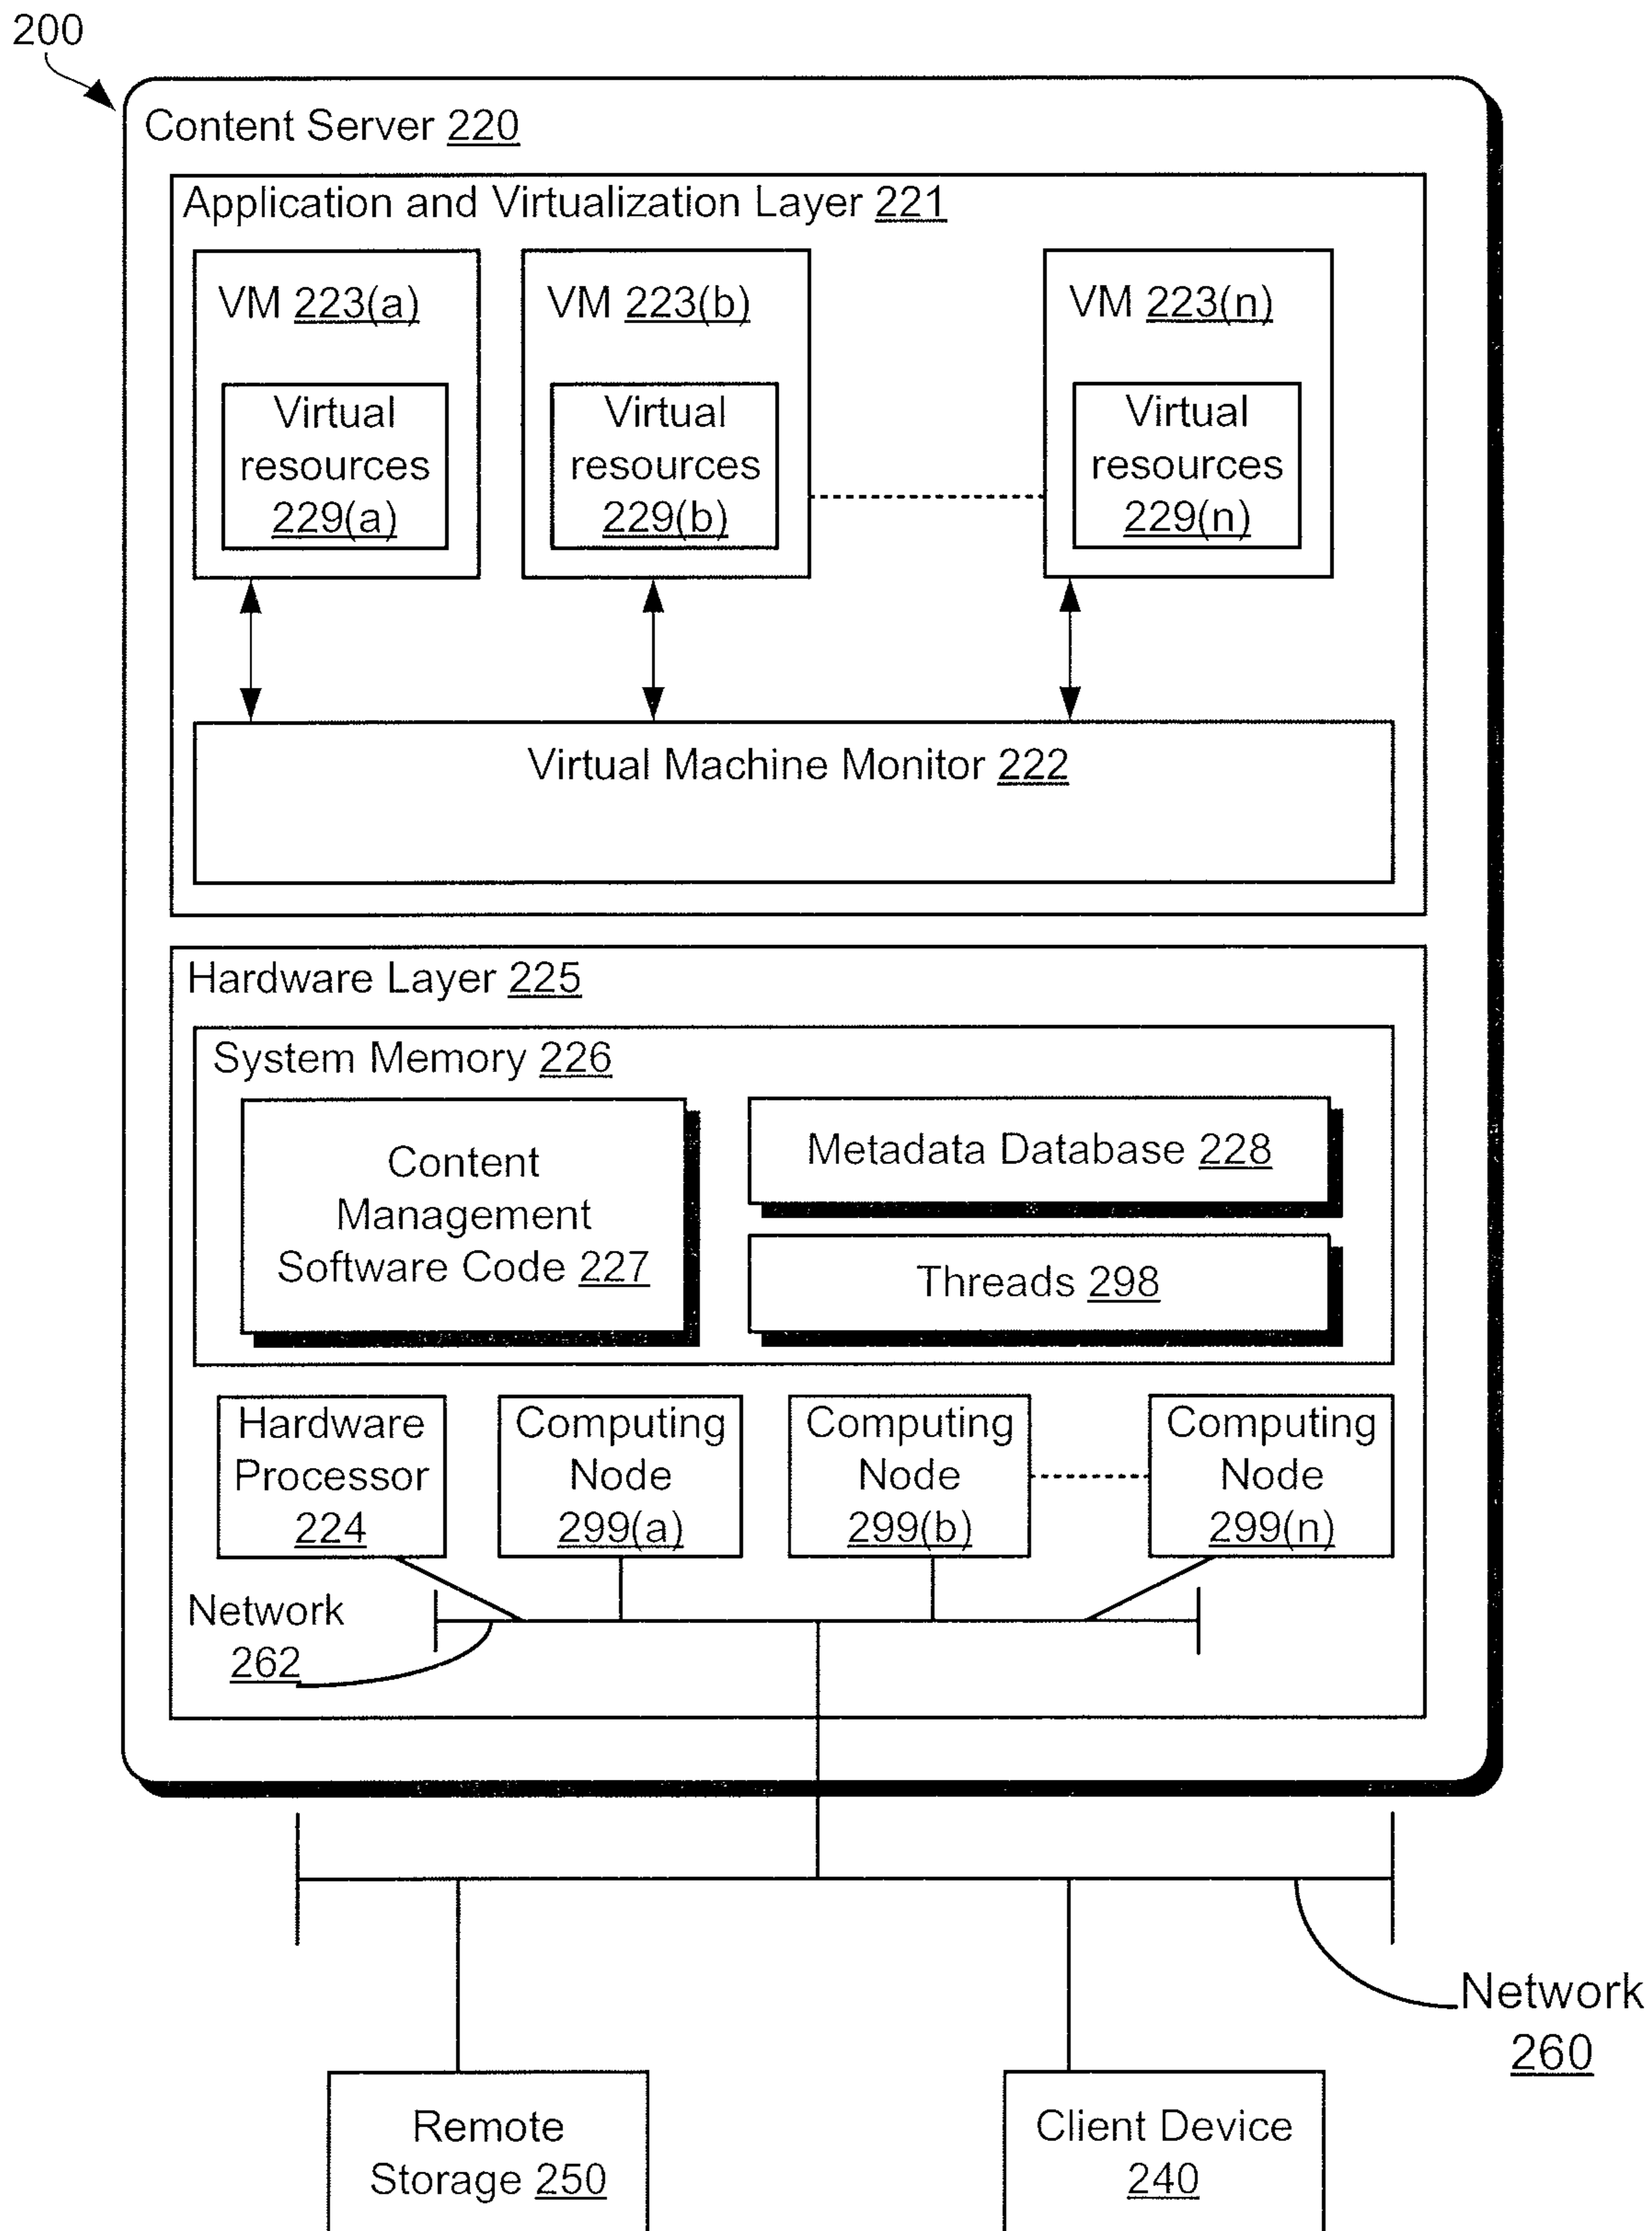 200
Content Server 220
Application and Virtualization Layer 221
VM 223(a)
Virtual
resources
229(a)
VM 223(b)
Virtual
resources
229(b)
VM 223(n)
Virtual
resources
229(n)
Virtual Machine Monitor 222
Hardware Layer 225
System Memory 226
Content
Management
Software Code 227
Metadata Database 228
Threads 298
Hardware
Processor
224
Computing
Node
299(a)
Computing
Node
299(b)
Computing
Node
299(n)
Network
262
Network
260
Remote
Storage 250
Client Device
240